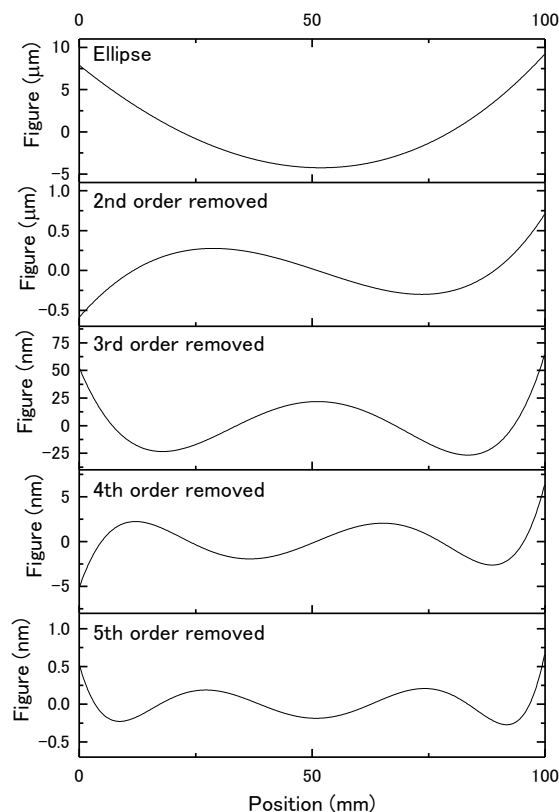 0 50 100
Ellipse
Figure (μm)
10
5
0
−5
2nd order removed
Figure (μm)
1.0
0.5
0.0
−0.5
3rd order removed
Figure (nm)
75
50
25
0
−25
4th order removed
Figure (nm)
5
0
−5
5th order removed
Figure (nm)
1.0
0.5
0.0
−0.5
0 50 100
Position (mm)